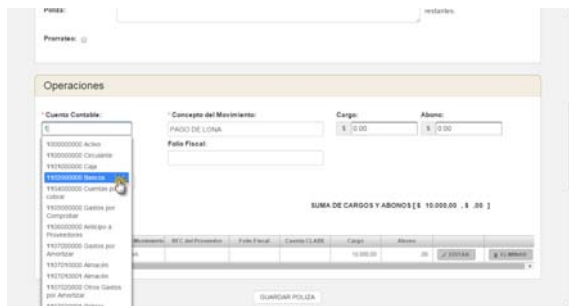 Poliza:
restantes.
Prorrateo:
Operaciones
* Cuenta Contable:
* Concepto del Movimiento:
Cargo:
Abono:
1
PAGO DE LONA
$ 0.00
$ 0.00
Folio Fiscal:
1000000000 Activo
1100000000 Circulante
1101000000 Caja
1102000000 Bancos
1104000000 Cuentas por
cobrar
1105000000 Gastos por
Comprobar
1106000000 Anticipo a
Proveedores
1107000000 Gastos por
Amortizar
1107010000 Almacén
1107010001 Almacén
1107020000 Otros Gastos
por Amortizar
SUMA DE CARGOS Y ABONOS [ $ 10.000,00 , $ ,00 ]
Movimiento
RFC del Proveedor
Folio Fiscal
Cuenta CLABE
Cargo
Abono
10.000,00
,00
EDITAR
ELIMINAR
GUARDAR POLIZA